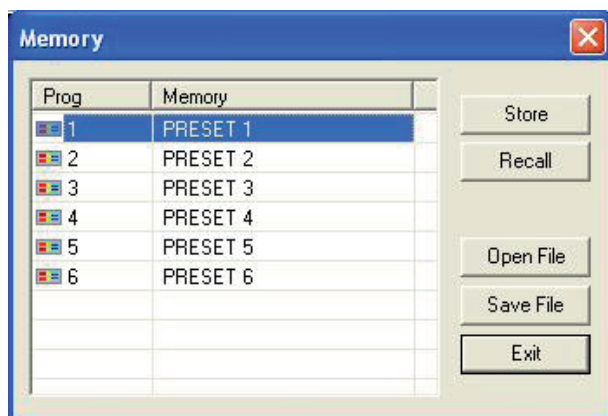 Memory
Prog Memory
1 PRESET 1
2 PRESET 2
3 PRESET 3
4 PRESET 4
5 PRESET 5
6 PRESET 6
Store
Recall
Open File
Save File
Exit